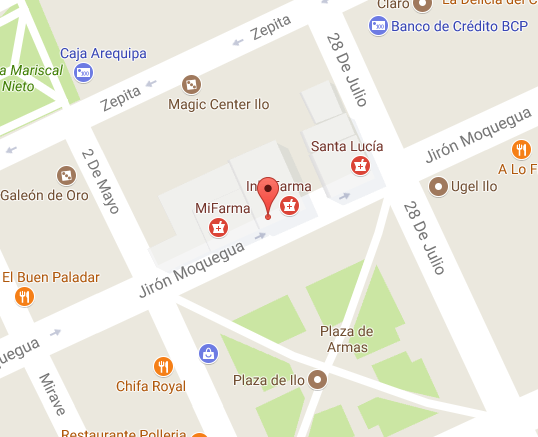 Claro
La Delicia del C
Banco de Crédito BCP
Zepita
28 De Julio
Caja Arequipa
a Mariscal
Nieto
Zepita
Magic Center Ilo
Jirón Moquegua
Santa Lucía
A Lo F
2 De Mayo
Galeón de Oro
Farma
Ugel Ilo
MiFarma
28 De Julio
Jirón Moquegua
El Buen Paladar
quegua
Plaza de
Armas
Mirave
Chifa Royal
Plaza de Ilo
Restaurante Polleria